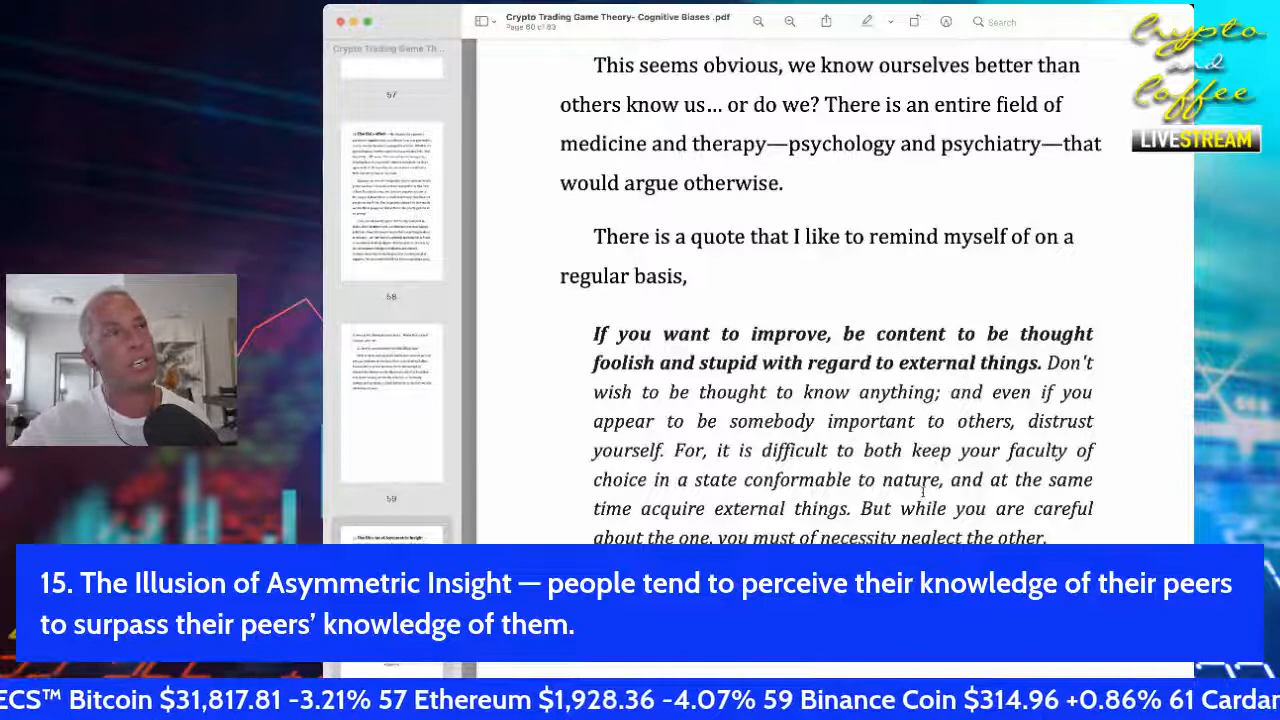 Crypto Trading Game Theory- Cognitive Biases .pdf
Page 60 of 83
Search
Crypto Trading Game Th...
57
58
59
Crypto
and
Coffee
LIVESTREAM
This seems obvious, we know ourselves better than
others know us... or do we? There is an entire field of
medicine and therapy—psychology and psychiatry—that
would argue otherwise.
There is a quote that I like to remind myself of on a
regular basis,
If you want to improve, be content to be thought
foolish and stupid with regard to external things. Don't
wish to be thought to know anything; and even if you
appear to be somebody important to others, distrust
yourself. For, it is difficult to both keep your faculty of
choice in a state conformable to nature, and at the same
time acquire external things. But while you are careful
about the one, you must of necessity neglect the other.
15. The Illusion of Asymmetric Insight — people tend to perceive their knowledge of their peers
to surpass their peers’ knowledge of them.
ECS™ Bitcoin $31,817.81 -3.21% 57 Ethereum $1,928.36 -4.07% 59 Binance Coin $314.96 +0.86% 61 Cardan